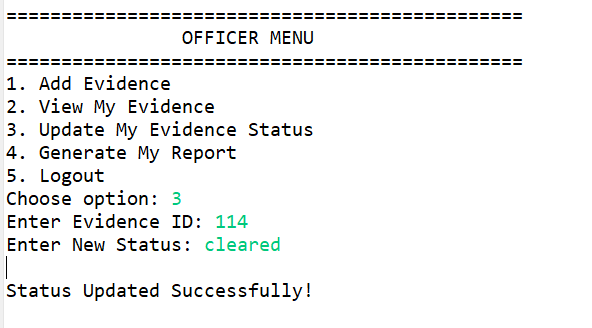 ===============================================
OFFICER MENU
===============================================
1. Add Evidence
2. View My Evidence
3. Update My Evidence Status
4. Generate My Report
5. Logout
Choose option: 3
Enter Evidence ID: 114
Enter New Status: cleared
Status Updated Successfully!